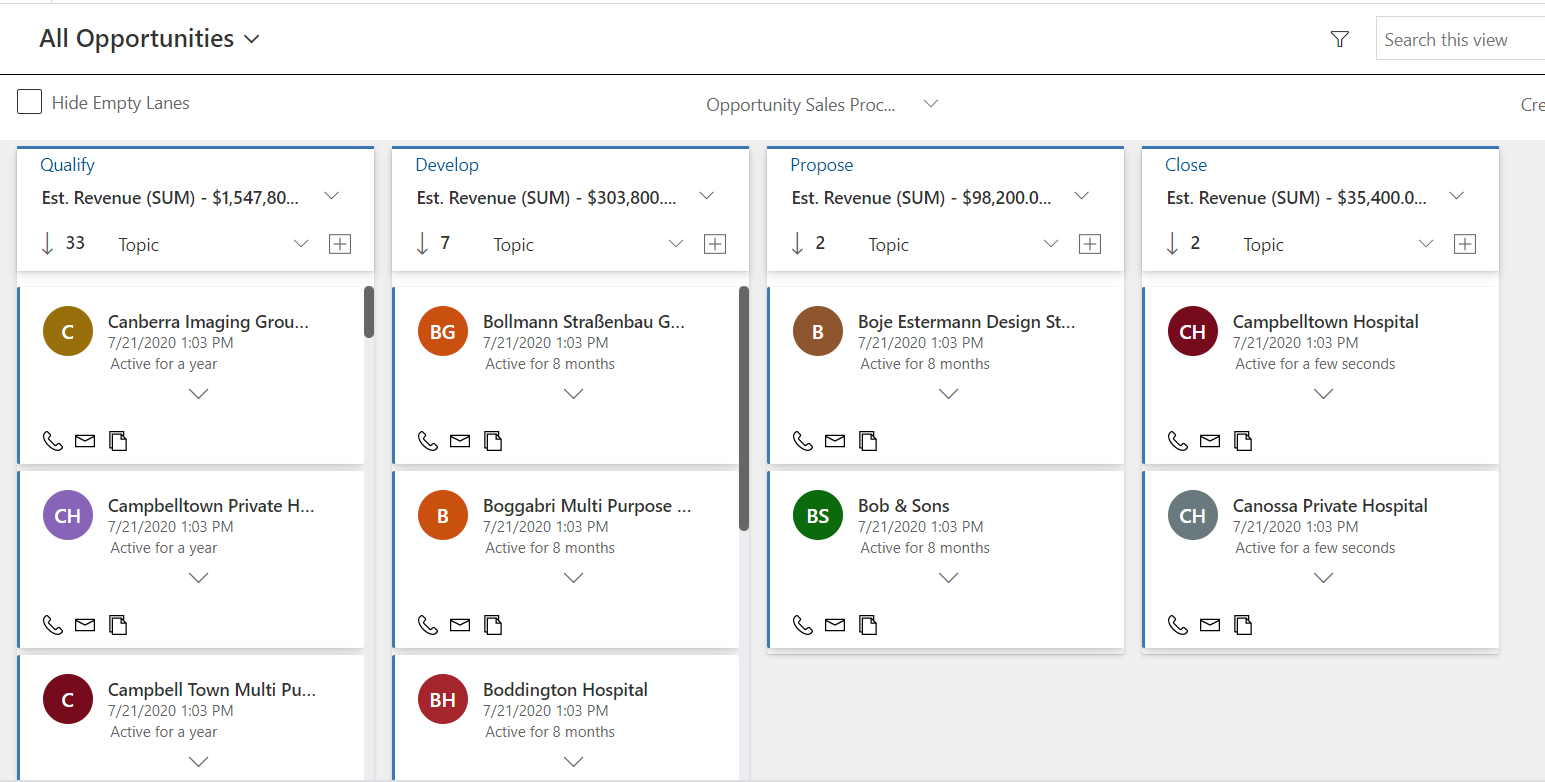 All Opportunities
Search this view
Hide Empty Lanes
Opportunity Sales Proc...
Cre
Qualify
Est. Revenue (SUM) - $1,547,80...
33 Topic
C
Canberra Imaging Grou...
7/21/2020 1:03 PM
Active for a year
CH
Campbelltown Private H...
7/21/2020 1:03 PM
Active for a year
C
Campbell Town Multi Pu...
7/21/2020 1:03 PM
Active for a year
Develop
Est. Revenue (SUM) - $303,800....
7 Topic
BG
Bollmann Straßenbau G...
7/21/2020 1:03 PM
Active for 8 months
B
Boggabri Multi Purpose ...
7/21/2020 1:03 PM
Active for 8 months
BH
Boddington Hospital
7/21/2020 1:03 PM
Active for 8 months
Propose
Est. Revenue (SUM) - $98,200.0...
2 Topic
B
Boje Estermann Design St...
7/21/2020 1:03 PM
Active for 8 months
BS
Bob & Sons
7/21/2020 1:03 PM
Active for 8 months
Close
Est. Revenue (SUM) - $35,400.0...
2 Topic
CH
Campbelltown Hospital
7/21/2020 1:03 PM
Active for a few seconds
CH
Canossa Private Hospital
7/21/2020 1:03 PM
Active for a few seconds